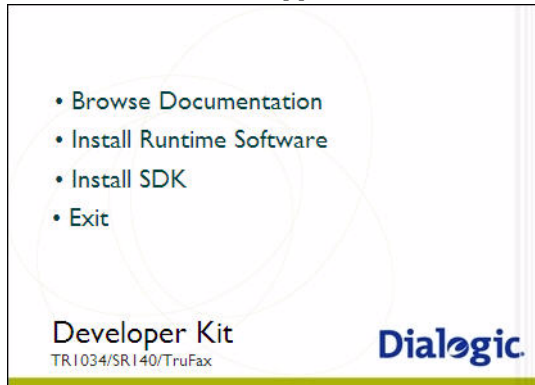 • Browse Documentation
• Install Runtime Software
• Install SDK
• Exit
Developer Kit
TR1034/SR140/TruFax
Dialogic